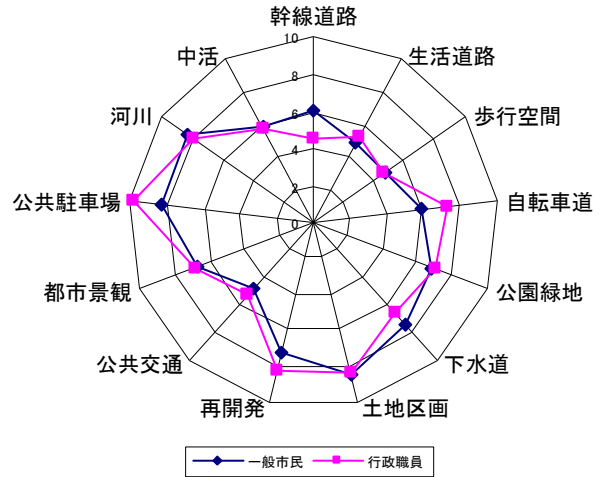 幹線道路
生活道路
歩行空間
自転車道
公園緑地
下水道
土地区画
再開発
公共交通
都市景観
公共駐車場
河川
中活
10
8
6
4
2
0
一般市民 行政職員